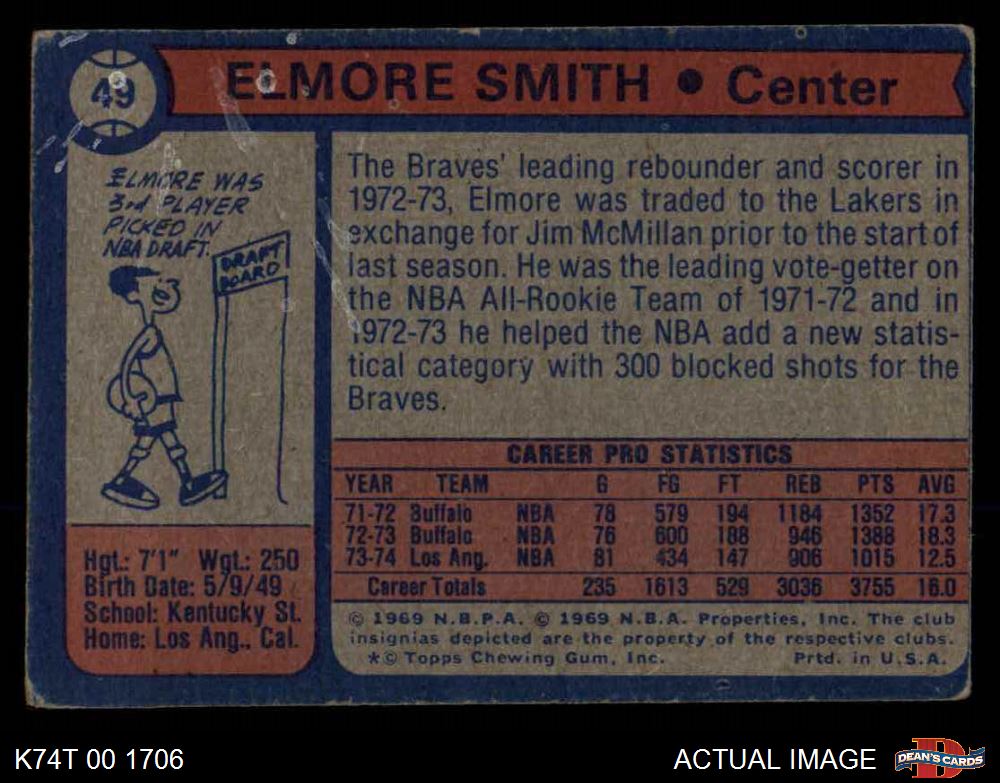 49
ELMORE SMITH • Center
ELMORE WAS
3rd PLAYER
PICKED IN
NBA DRAFT.
DRAFT
BOARD
Hgt.: 7'1" Wgt.: 250
Birth Date: 5/9/49
School: Kentucky St.
Home: Los Ang., Cal.
The Braves' leading rebounder and scorer in
1972-73, Elmore was traded to the Lakers in
exchange for Jim McMillan prior to the start of
last season. He was the leading vote-getter on
the NBA All-Rookie Team of 1971-72 and in
1972-73 he helped the NBA add a new statis-
tical category with 300 blocked shots for the
Braves.
CAREER PRO STATISTICS
YEAR TEAM G FG FT REB PTS AVG
71-72 Buffalo NBA 78 579 194 1184 1352 17.3
72-73 Buffalo NBA 76 600 188 946 1388 18.3
73-74 Los Ang. NBA 81 434 147 906 1015 12.5
Career Totals 235 1613 529 3036 3755 16.0
© 1969 N.B.P.A. © 1969 N.B.A. Properties, Inc. The club
insignias depicted are the property of the respective clubs.
*© Topps Chewing Gum, Inc. Prtd. in U.S.A.
K74T 00 1706
ACTUAL IMAGE
D
DEAN'S CARDS